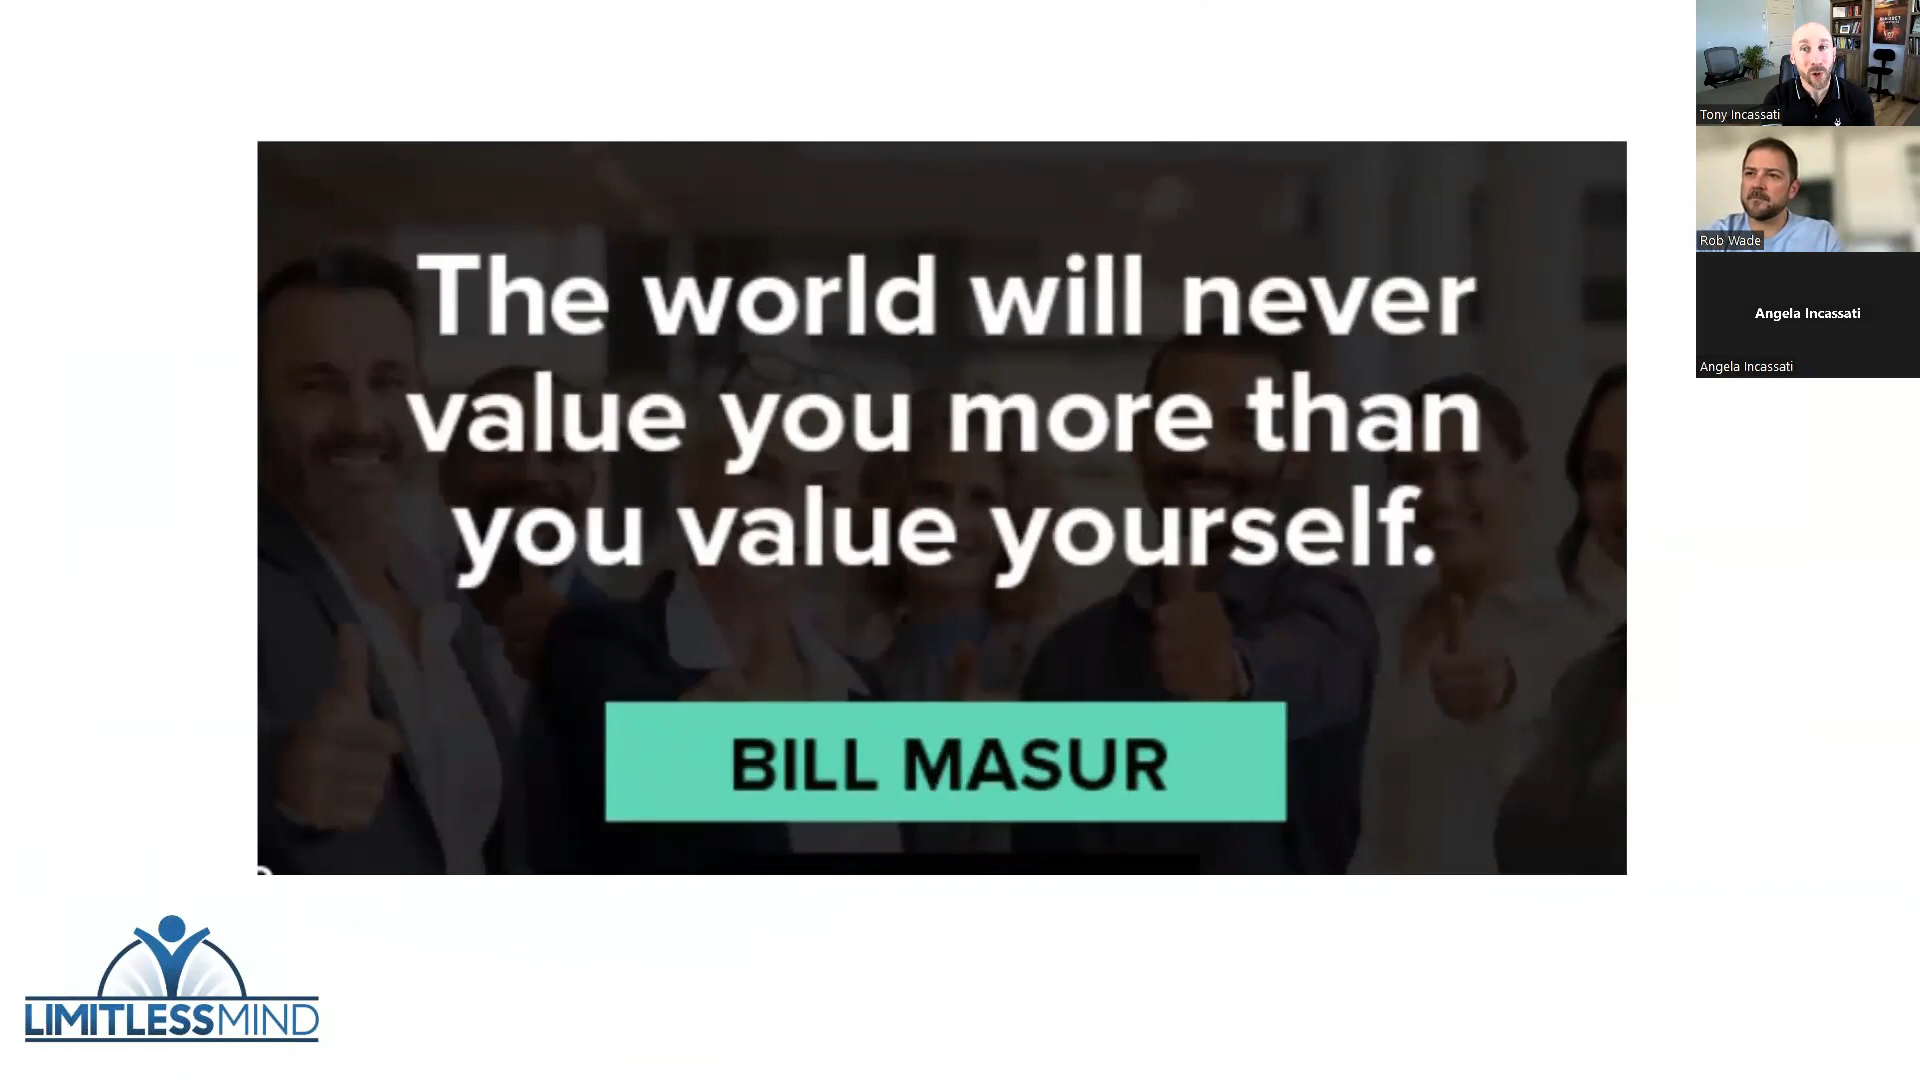 The world will never
value you more than
you value yourself.
BILL MASUR
LIMITLESSMIND
Tony Incassati
Rob Wade
Angela Incassati
Angela Incassati